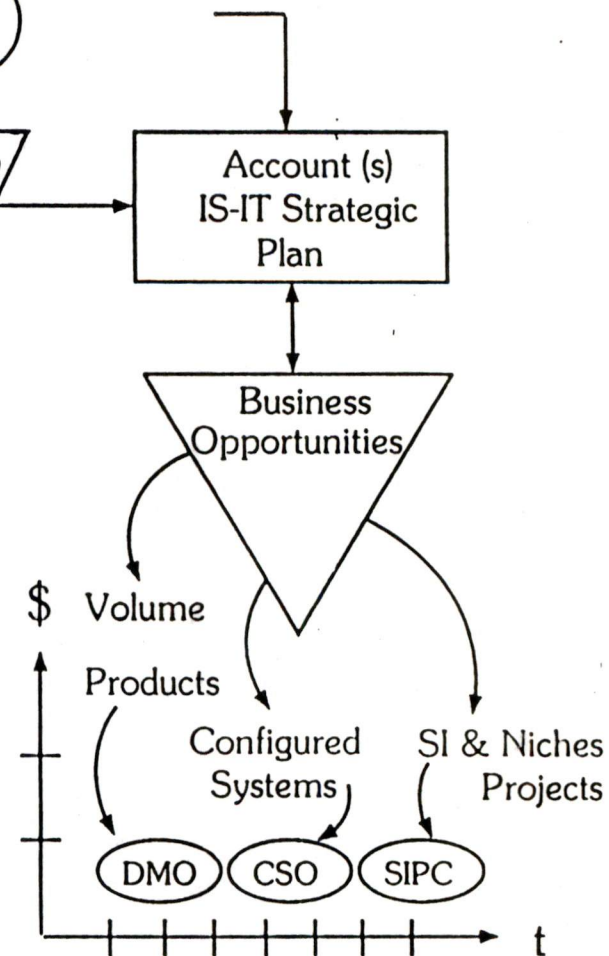 Account (s)
IS-IT Strategic
Plan
Business
Opportunities
$ Volume
Products
Configured
Systems
SI & Niches
Projects
DMO
CSO
SIPC
t